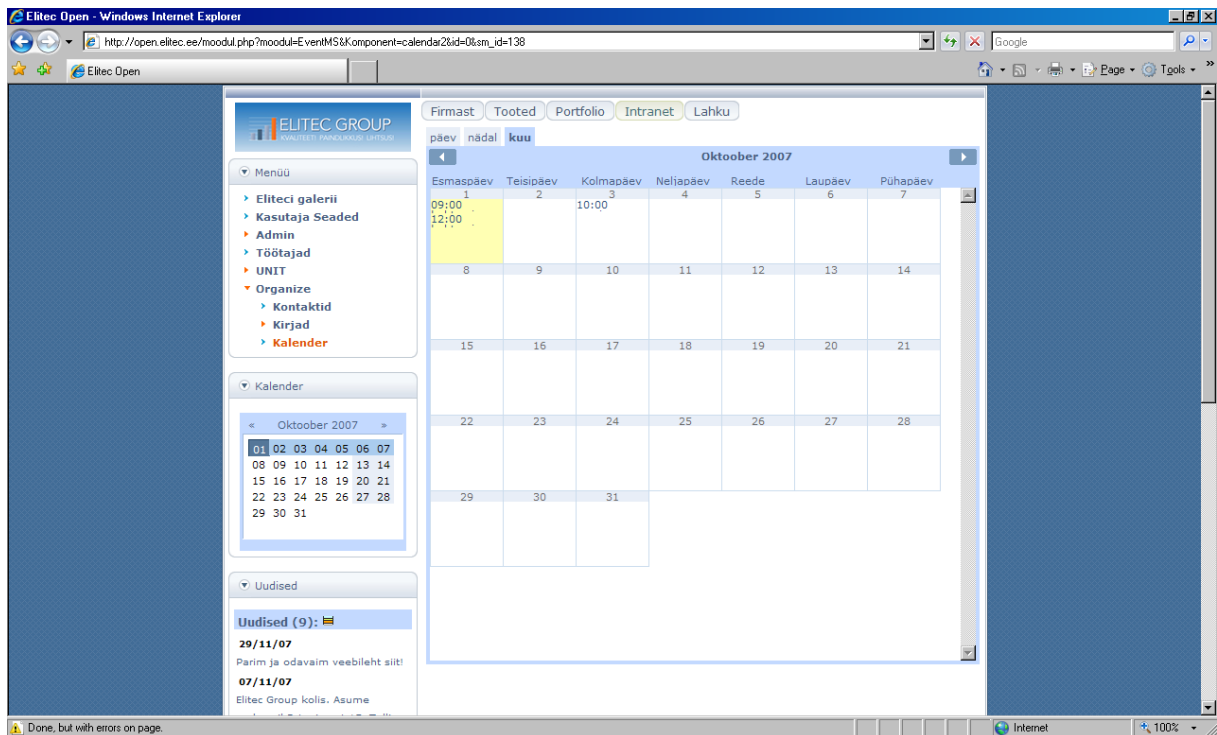 Elitec Open - Windows Internet Explorer
http://open.elitec.ee/moodul.php?moodul=EventMS&Komponent=calendar2&id=0&sm_id=138
Google
Elitec Open
Page
Tools
ELITEC GROUP
KVALITEETI PAINDLIKKUS! UHTSUS!
Firmast Tooted Portfolio Intranet Lahku
päev nädal kuu
Oktoober 2007
Esmaspäev Teisipäev Kolmapäev Neljapäev Reede Laupäev Pühapäev
1 2 3 4 5 6 7
09:00 10:00
12:00
8 9 10 11 12 13 14
15 16 17 18 19 20 21
22 23 24 25 26 27 28
29 30 31
Menüü
Eliteci galerii
Kasutaja Seaded
Admin
Töötajad
UNIT
Organize
Kontaktid
Kirjad
Kalender
Kalender
« Oktoober 2007 »
01 02 03 04 05 06 07
08 09 10 11 12 13 14
15 16 17 18 19 20 21
22 23 24 25 26 27 28
29 30 31
Uudised
Uudised (9):
29/11/07
Parim ja odavaim veebileht siit!
07/11/07
Elitec Group kolis. Asume
Done, but with errors on page.
Internet
100%